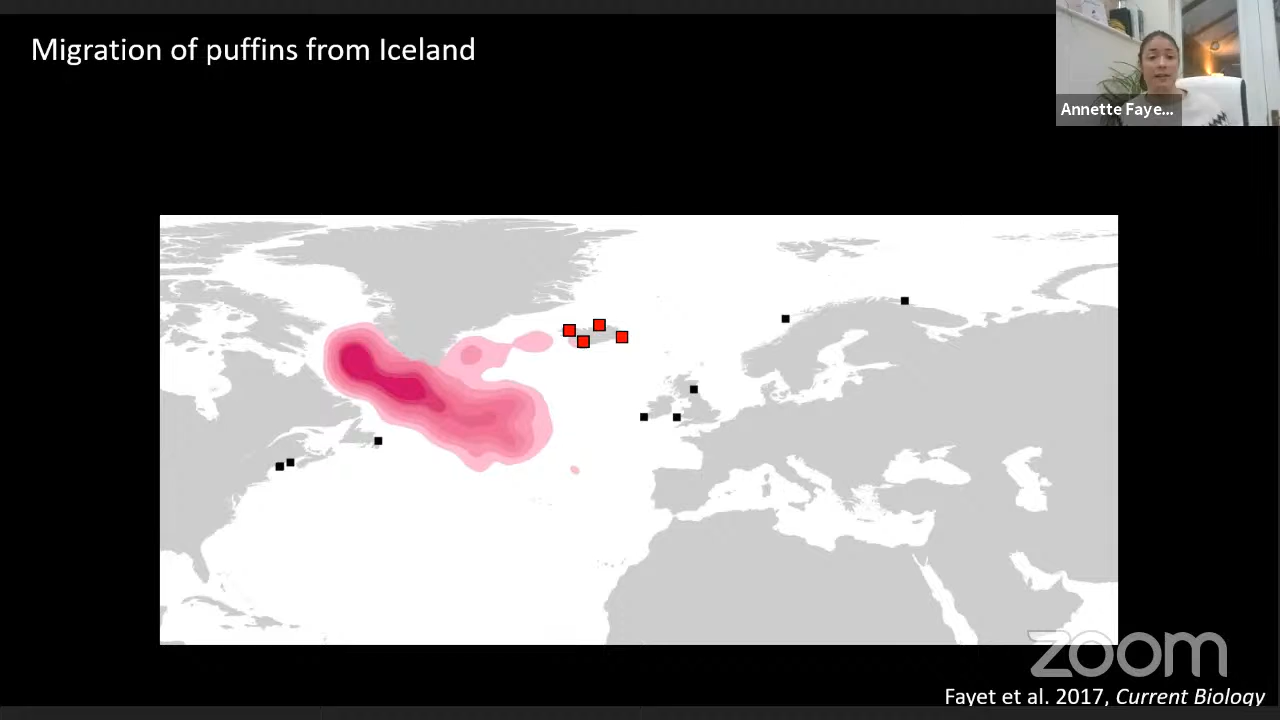 Migration of puffins from Iceland
Annette Faye...
zoom
Fayet et al. 2017, Current Biology